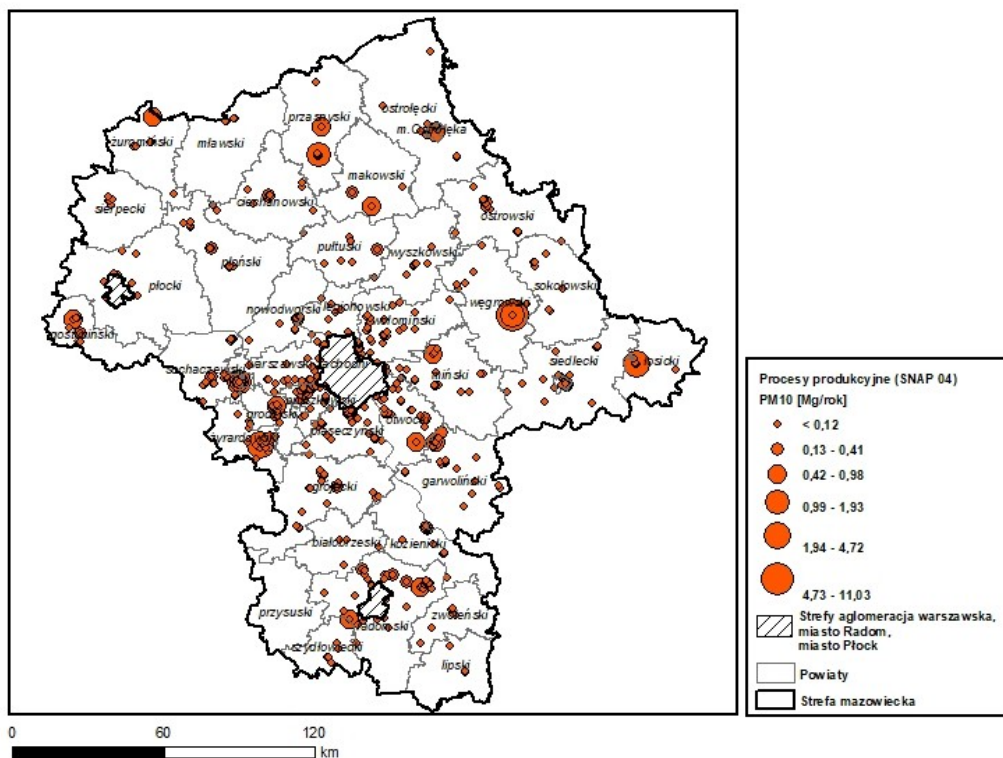 ostrołęcki
przasnyski
m. Ostrołęka
żuromiński
mławski
makowski
ciechanowski
sierpecki
ostrowski
pułtuski
wyszkowski
płoński
płocki
sokołowski
węgrowski
nowodworski
legionowski
wołomiński
gostyniński
siedlecki
łosicki
sochaczewski
warszawski zachodni
miński
pruszkowski
grodziski
otwocki
piaseczyński
żyrardowski
garwoliński
grójecki
białobrzeski
kozienicki
przysuski
zwoleński
radomski
szydłowiecki
lipski
Procesy produkcyjne (SNAP 04)
PM10 [Mg/rok]
< 0,12
0,13 - 0,41
0,42 - 0,98
0,99 - 1,93
1,94 - 4,72
4,73 - 11,03
Strefy aglomeracja warszawska,
miasto Radom,
miasto Płock
Powiaty
Strefa mazowiecka
0 60 120
km